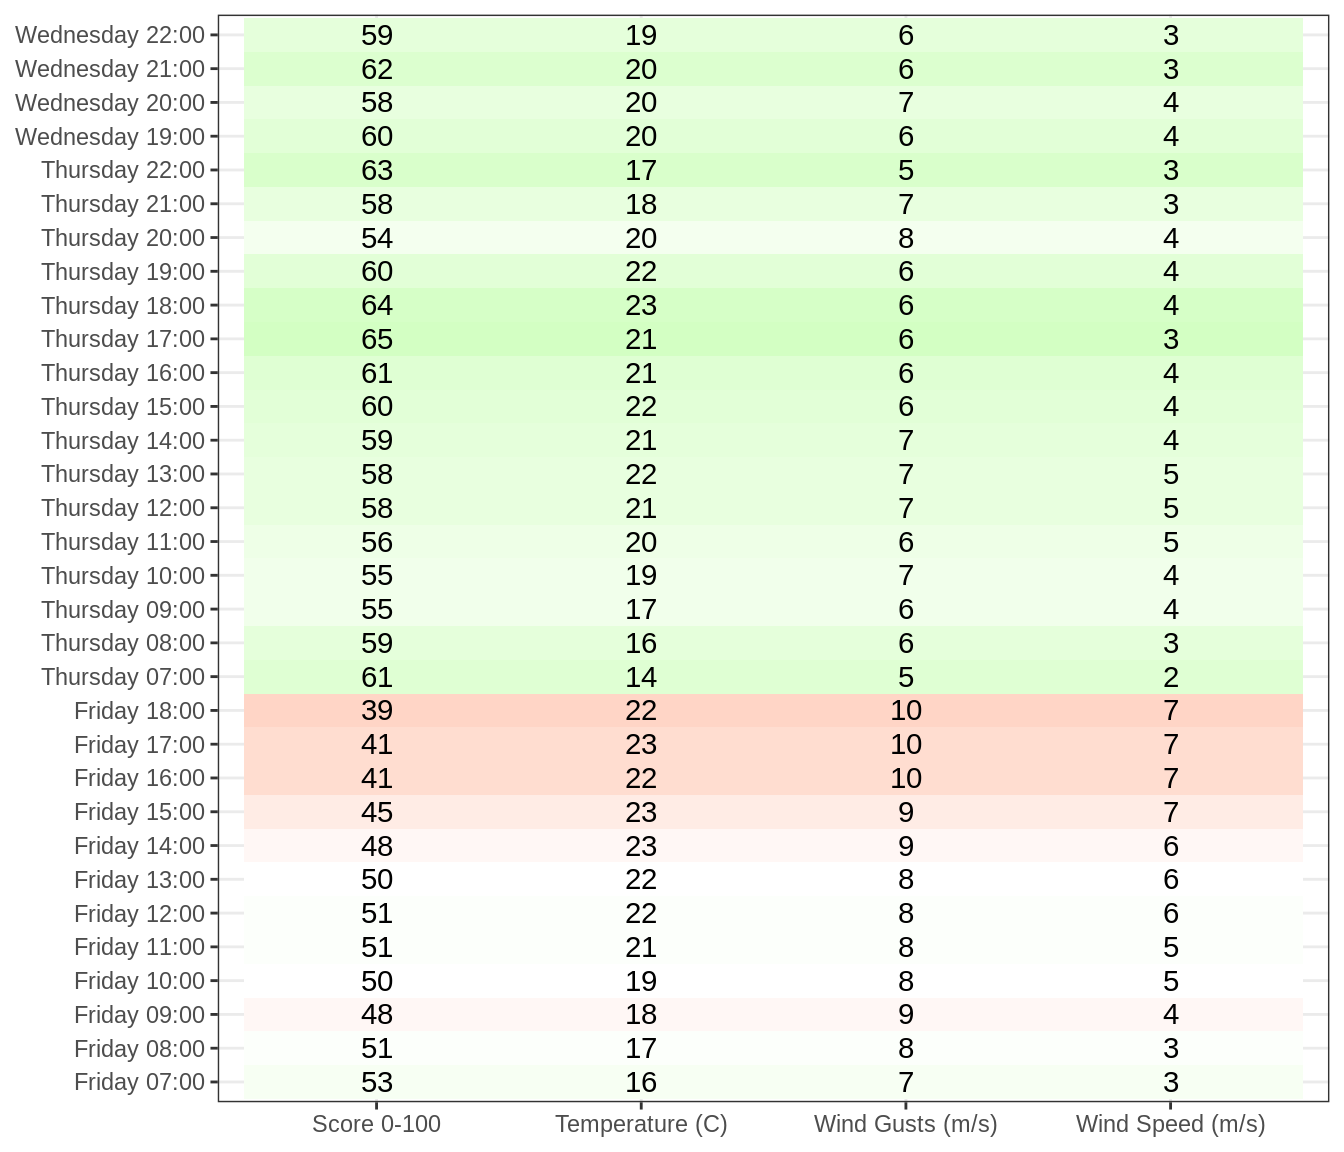 Wednesday 22:00 59 19 6 3
Wednesday 21:00 62 20 6 3
Wednesday 20:00 58 20 7 4
Wednesday 19:00 60 20 6 4
Thursday 22:00 63 17 5 3
Thursday 21:00 58 18 7 3
Thursday 20:00 54 20 8 4
Thursday 19:00 60 22 6 4
Thursday 18:00 64 23 6 4
Thursday 17:00 65 21 6 3
Thursday 16:00 61 21 6 4
Thursday 15:00 60 22 6 4
Thursday 14:00 59 21 7 4
Thursday 13:00 58 22 7 5
Thursday 12:00 58 21 7 5
Thursday 11:00 56 20 6 5
Thursday 10:00 55 19 7 4
Thursday 09:00 55 17 6 4
Thursday 08:00 59 16 6 3
Thursday 07:00 61 14 5 2
Friday 18:00 39 22 10 7
Friday 17:00 41 23 10 7
Friday 16:00 41 22 10 7
Friday 15:00 45 23 9 7
Friday 14:00 48 23 9 6
Friday 13:00 50 22 8 6
Friday 12:00 51 22 8 6
Friday 11:00 51 21 8 5
Friday 10:00 50 19 8 5
Friday 09:00 48 18 9 4
Friday 08:00 51 17 8 3
Friday 07:00 53 16 7 3
Score 0-100 Temperature (C) Wind Gusts (m/s) Wind Speed (m/s)